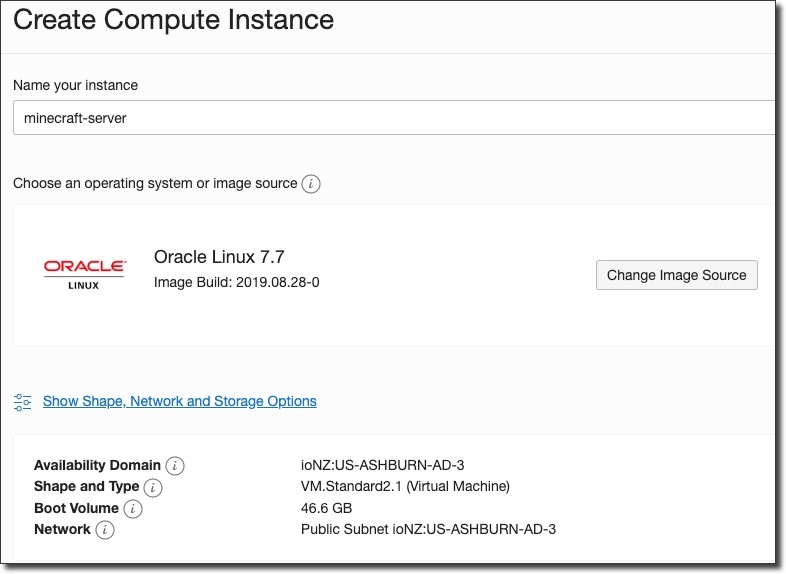 Create Compute Instance
Name your instance
minecraft-server
Choose an operating system or image source i
ORACLE
LINUX
Oracle Linux 7.7
Image Build: 2019.08.28-0
Change Image Source
Show Shape, Network and Storage Options
Availability Domain i ioNZ:US-ASHBURN-AD-3
Shape and Type i VM.Standard2.1 (Virtual Machine)
Boot Volume i 46.6 GB
Network i Public Subnet ioNZ:US-ASHBURN-AD-3